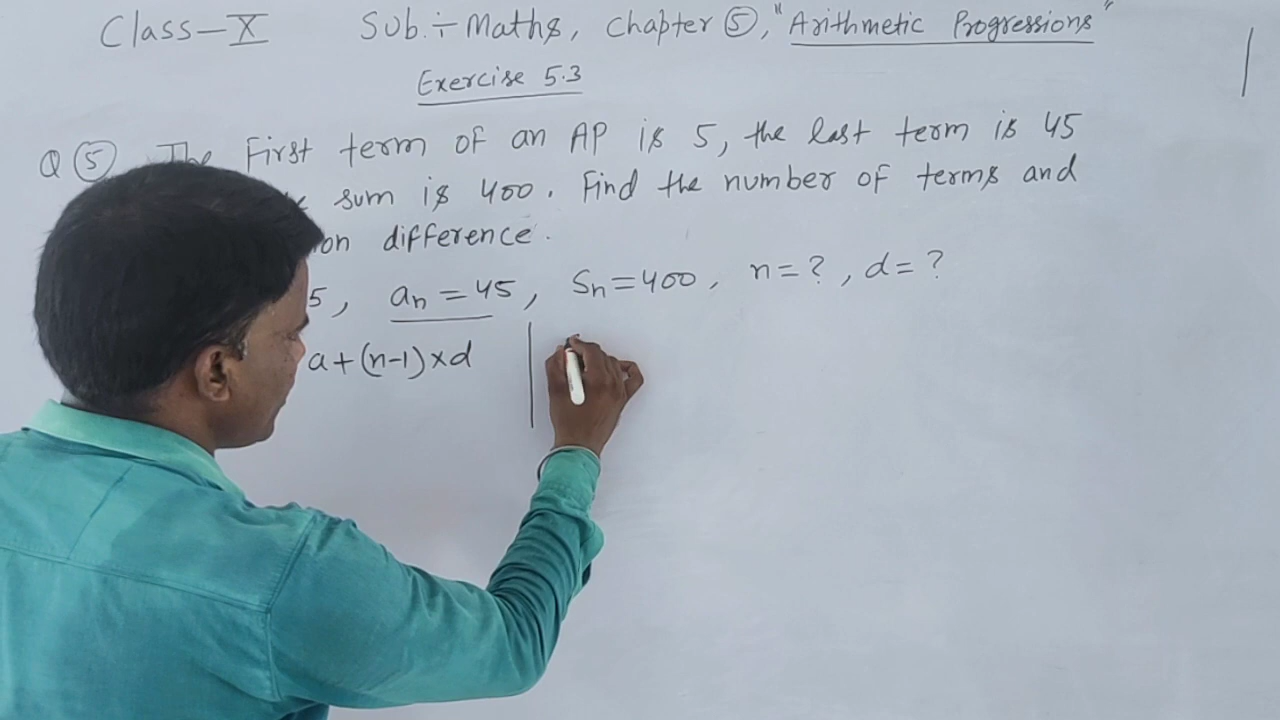 Class-X Sub.÷ Maths, Chapter ⑤, "Arithmetic Progressions"
Exercise 5.3
Q ⑤ The First term of an AP is 5, the last term is 45
sum is 400. Find the number of terms and
difference.
5, an = 45, Sn = 400, n = ?, d = ?
a+(n-1)×d